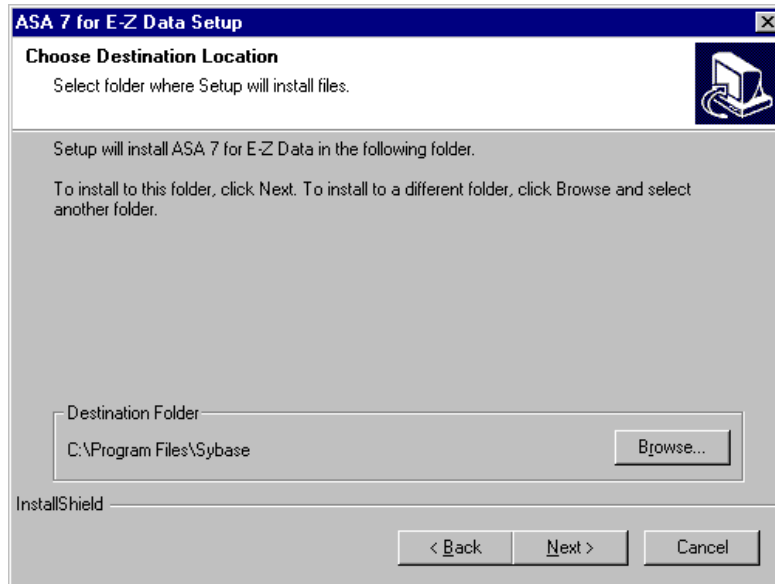 ASA 7 for E-Z Data Setup
Choose Destination Location
Select folder where Setup will install files.
Setup will install ASA 7 for E-Z Data in the following folder.
To install to this folder, click Next. To install to a different folder, click Browse and select
another folder.
Destination Folder
C:\Program Files\Sybase
Browse...
InstallShield
< Back
Next >
Cancel